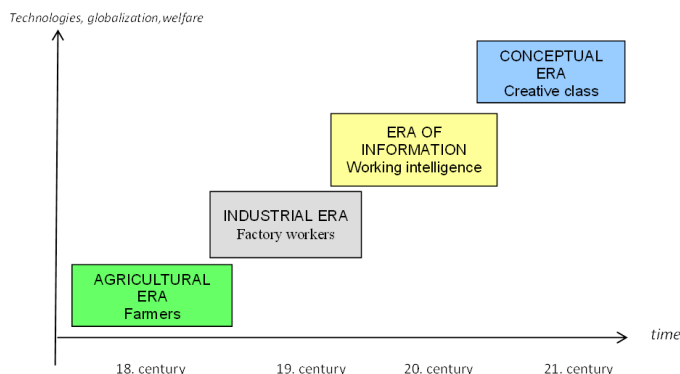 Technologies, globalization,welfare
CONCEPTUAL
ERA
Creative class
ERA OF
INFORMATION
Working intelligence
INDUSTRIAL ERA
Factory workers
AGRICULTURAL
ERA
Farmers
time
18. century 19. century 20. century 21. century